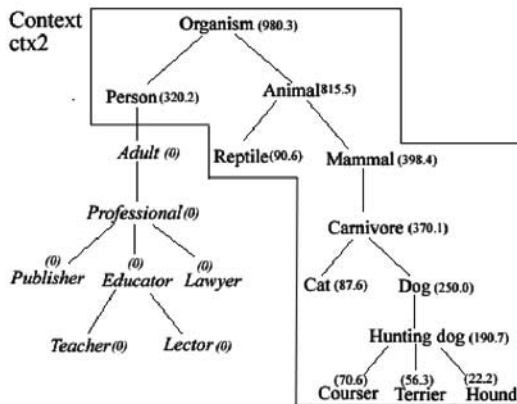 Context
ctx2
Organism (980.3)
Person (320.2)
Animal 815.5)
Adult (0)
Reptile (90.6)
Mammal (398.4)
Professional (0)
Carnivore (370.1)
(0) (0) (0)
Publisher Educator Lawyer
Cat (87.6)
Dog (250.0)
Teacher (0)
Lector (0)
Hunting dog (190.7)
(70.6) (56.3) (22.2)
Courser Terrier Hound